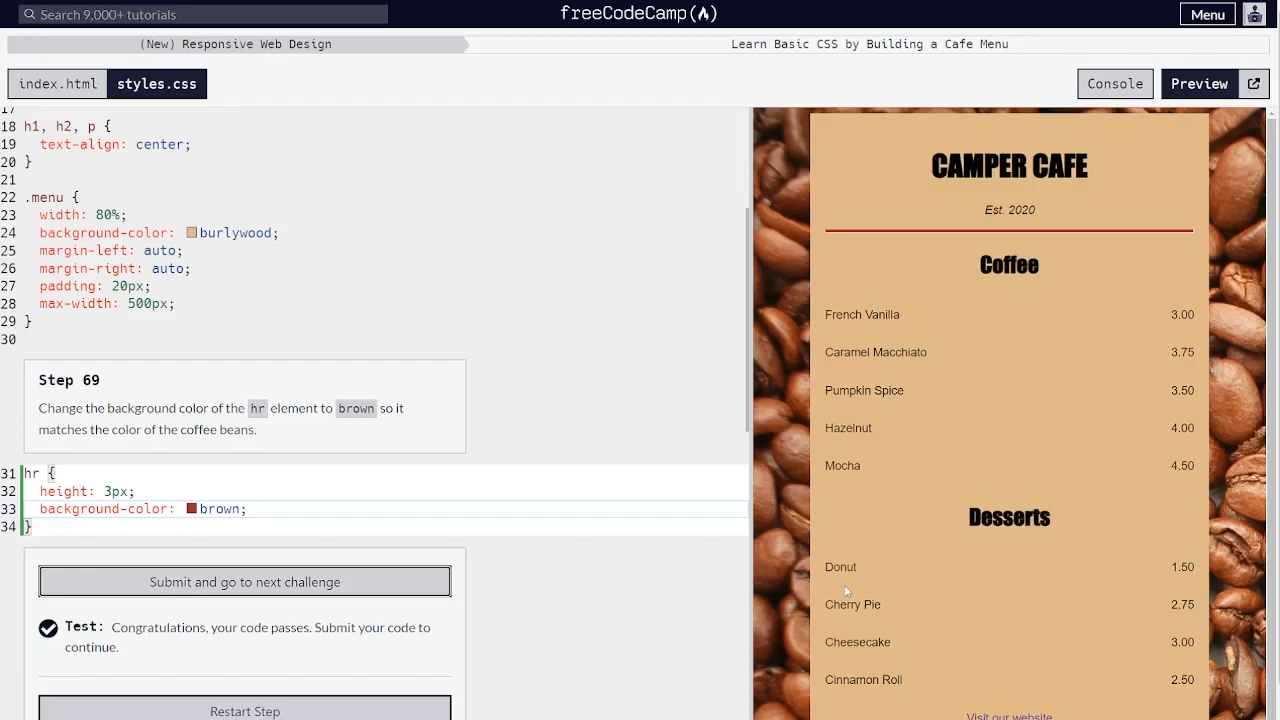 Search 9,000+ tutorials
freeCodeCamp
Menu
(New) Responsive Web Design
Learn Basic CSS by Building a Cafe Menu
index.html
styles.css
Console
Preview
17
18 h1, h2, p {
19 text-align: center;
20 }
21
22 .menu {
23 width: 80%;
24 background-color: burlywood;
25 margin-left: auto;
26 margin-right: auto;
27 padding: 20px;
28 max-width: 500px;
29 }
30
Step 69
Change the background color of the hr element to brown so it
matches the color of the coffee beans.
31 hr {
32 height: 3px;
33 background-color: brown;
34 }
Submit and go to next challenge
Test: Congratulations, your code passes. Submit your code to
continue.
Restart Step
CAMPER CAFE
Est. 2020
Coffee
French Vanilla 3.00
Caramel Macchiato 3.75
Pumpkin Spice 3.50
Hazelnut 4.00
Mocha 4.50
Desserts
Donut 1.50
Cherry Pie 2.75
Cheesecake 3.00
Cinnamon Roll 2.50
Visit our website